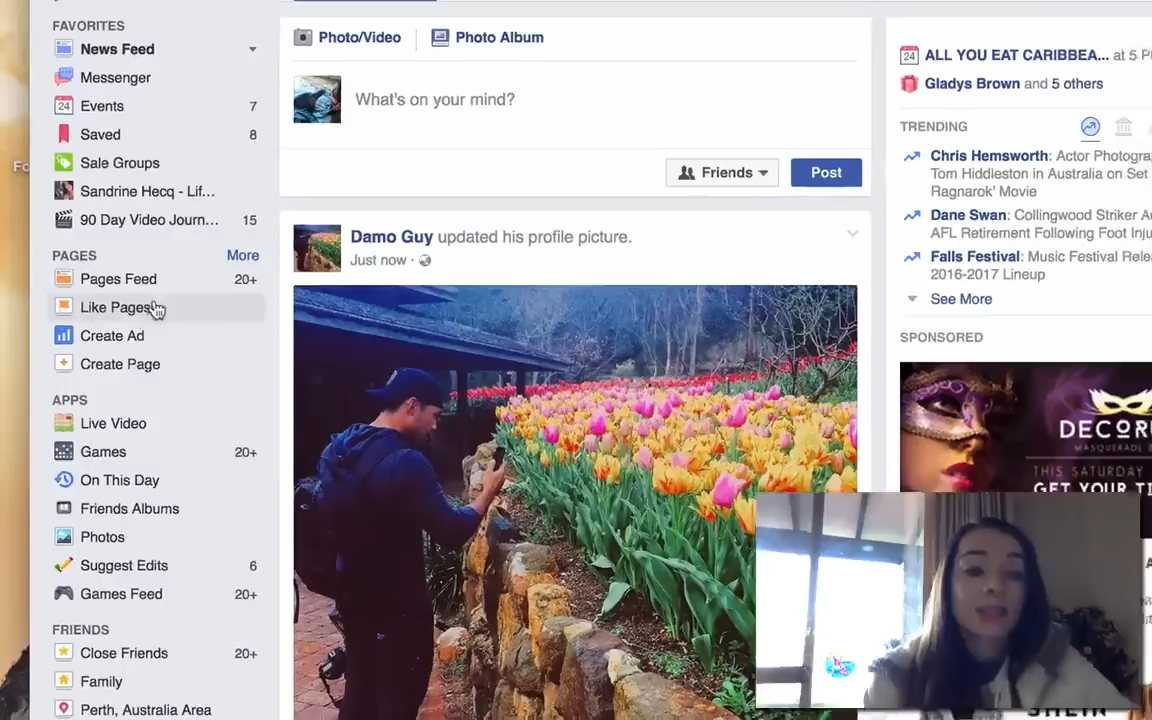 FAVORITES
News Feed
Messenger
Events 7
Saved 8
Sale Groups
Sandrine Hecq - Lif...
90 Day Video Journ... 15
PAGES More
Pages Feed 20+
Like Pages
Create Ad
Create Page
APPS
Live Video
Games 20+
On This Day
Friends Albums
Photos
Suggest Edits 6
Games Feed 20+
FRIENDS
Close Friends 20+
Family
Perth, Australia Area
Photo/Video
Photo Album
What's on your mind?
Friends
Post
Damo Guy updated his profile picture.
Just now ·
24 ALL YOU EAT CARIBBEA... at 5
Gladys Brown and 5 others
TRENDING
Chris Hemsworth: Actor
Tom Hiddleston in Australia on Set
Ragnarok' Movie
Dane Swan: Collingwood Striker
AFL Retirement Following Foot
Falls Festival: Music Festival
2016-2017 Lineup
See More
SPONSORED
MASQUERADE
THIS SATURDAY
GET YOUR
SHEIN